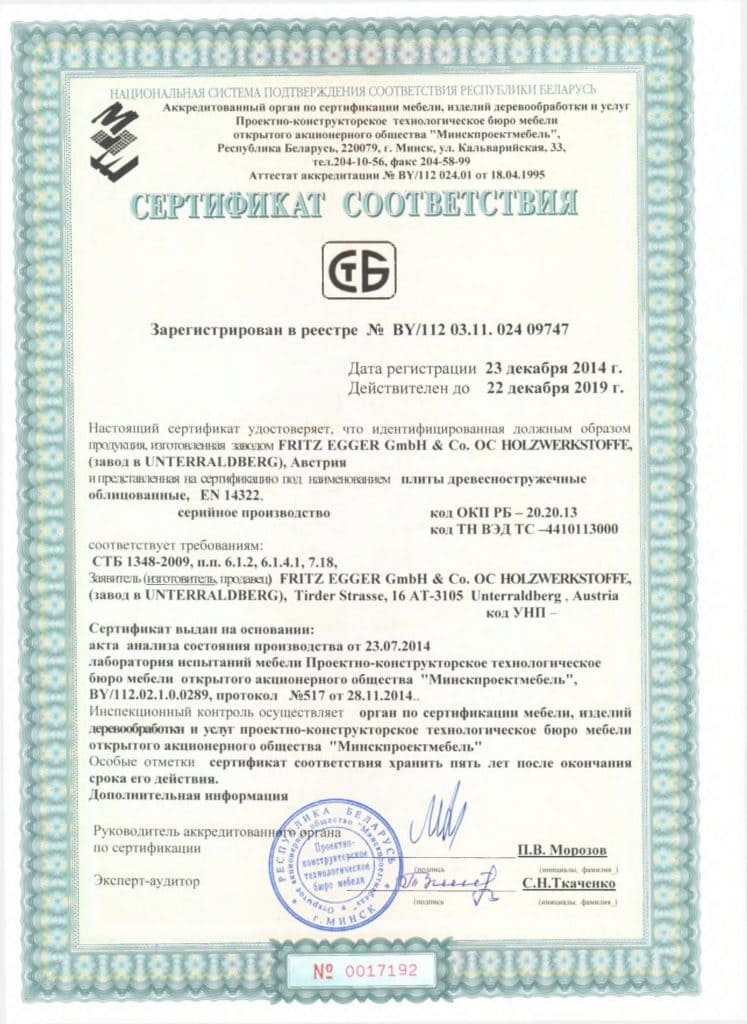 НАЦИОНАЛЬНАЯ СИСТЕМА ПОДТВЕРЖДЕНИЯ СООТВЕТСТВИЯ РЕСПУБЛИКИ БЕЛАРУСЬ
Аккредитованный орган по сертификации мебели, изделий деревообработки и услуг
Проектно-конструкторское технологическое бюро мебели
открытого акционерного общества "Минскпроектмебель",
Республика Беларусь, 220079, г. Минск, ул. Кальварийская, 33,
тел.204-10-56, факс 204-58-99
Аттестат аккредитации № BY/112 024.01 от 18.04.1995
СЕРТИФИКАТ СООТВЕТСТВИЯ
СТБ
Зарегистрирован в реестре № BY/112 03.11. 024 09747
Дата регистрации 23 декабря 2014 г.
Действителен до 22 декабря 2019 г.
Настоящий сертификат удостоверяет, что идентифицированная должным образом
продукция, изготовленная заводом FRITZ EGGER GmbH & Co. OC HOLZWERKSTOFFE,
(завод в UNTERRALDBERG), Австрия
и представленная на сертификацию под наименованием плиты древесностружечные
облицованные, EN 14322,
серийное производство код ОКП РБ – 20.20.13
код ТН ВЭД ТС –4410113000
соответствует требованиям:
СТБ 1348-2009, п.п. 6.1.2, 6.1.4.1, 7.18,
Заявитель (изготовитель, продавец) FRITZ EGGER GmbH & Co. OC HOLZWERKSTOFFE,
(завод в UNTERRALDBERG), Tirder Strasse, 16 AT-3105 Unterraldberg , Austria
код УНП –
Сертификат выдан на основании:
акта анализа состояния производства от 23.07.2014
лаборатория испытаний мебели Проектно-конструкторское технологическое
бюро мебели открытого акционерного общества "Минскпроектмебель",
BY/112.02.1.0.0289, протокол №517 от 28.11.2014..
Инспекционный контроль осуществляет орган по сертификации мебели, изделий
деревообработки и услуг проектно-конструкторское технологическое бюро мебели
открытого акционерного общества "Минскпроектмебель"
Особые отметки сертификат соответствия хранить пять лет после окончания
срока его действия.
Дополнительная информация
Руководитель аккредитованного органа
по сертификации П.В. Морозов
(подпись (инициалы, фамилия_)
Эксперт-аудитор С.Н.Ткаченко
(подпись (инициалы, фамилия_)
РЕСПУБЛИКА БЕЛАРУСЬ
Открытое акционерное общество "Минскпроектмебель"
Проектно-
конструкторское
технологическое
бюро мебели
г. МИНСК
№ 0017192